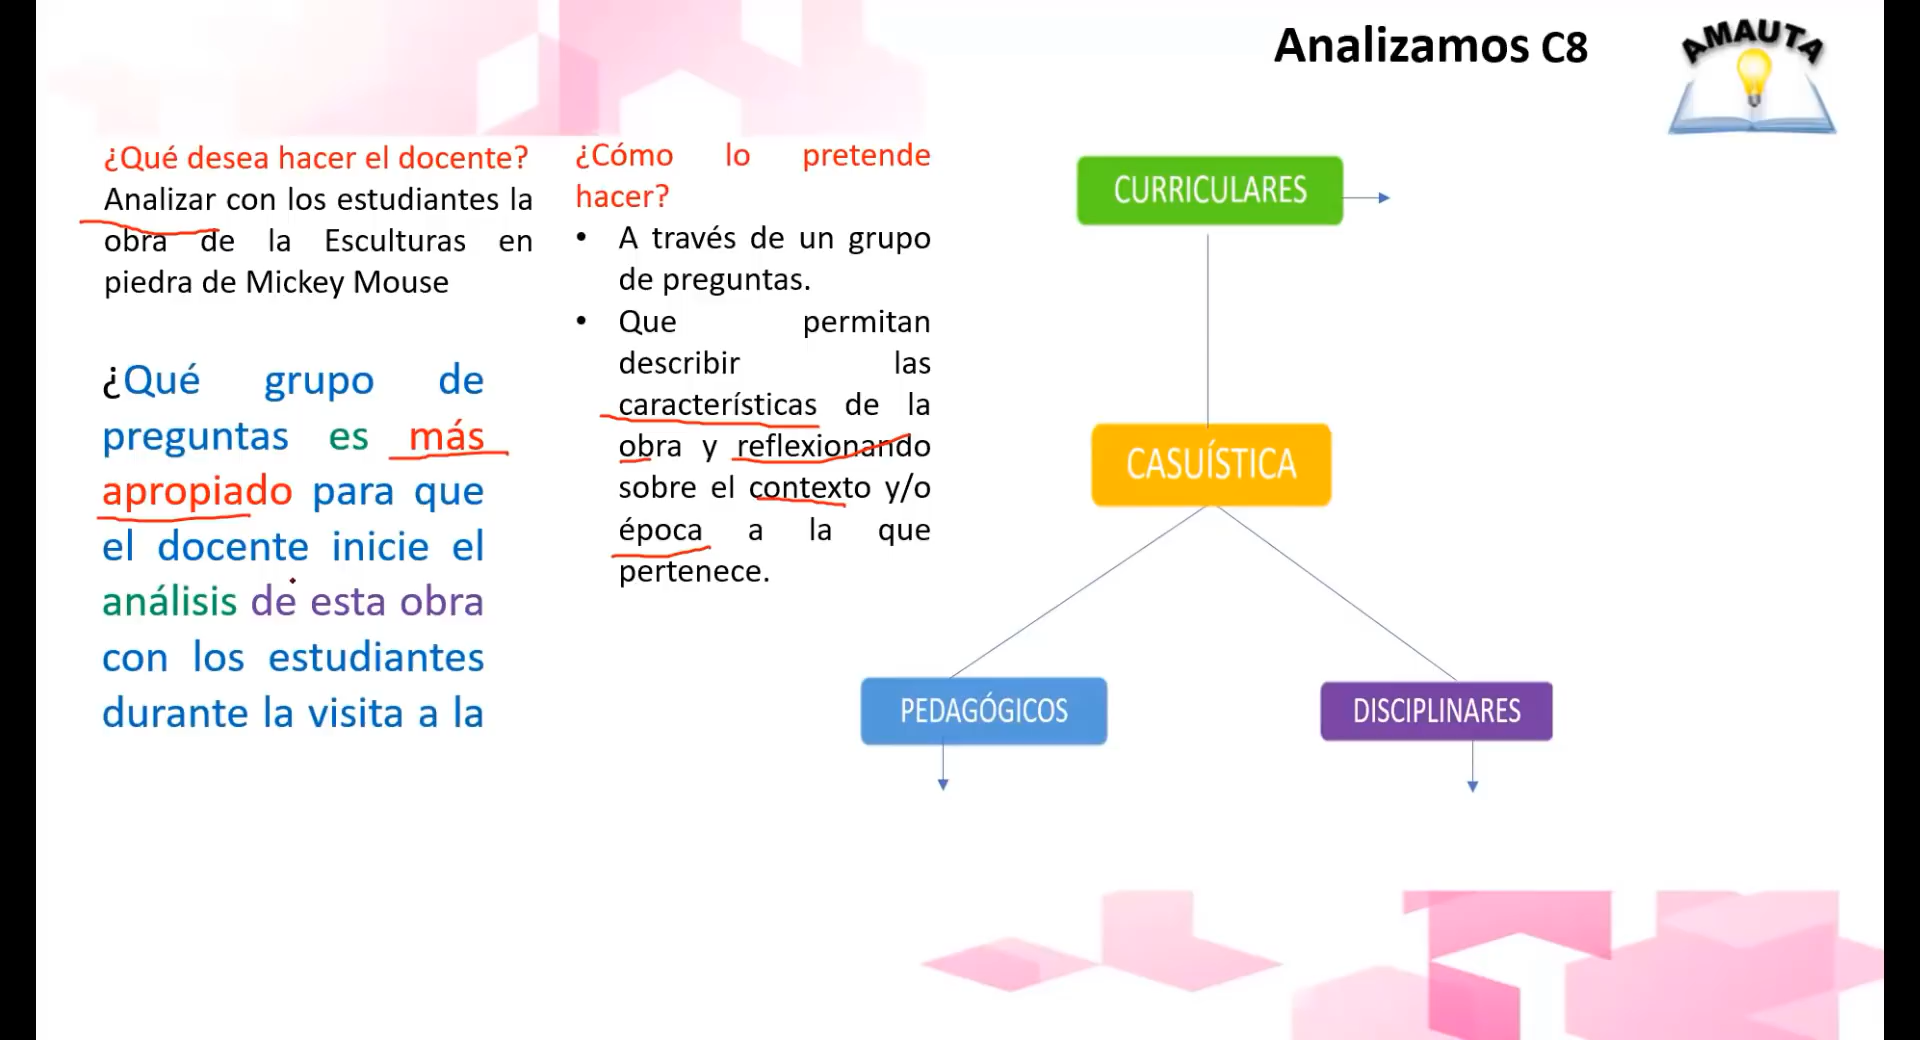 Analizamos C8
AMAUTA
¿Qué desea hacer el docente?
Analizar con los estudiantes la
obra de la Esculturas en
piedra de Mickey Mouse
¿Qué grupo de
preguntas es más
apropiado para que
el docente inicie el
análisis de esta obra
con los estudiantes
durante la visita a la
¿Cómo lo pretende
hacer?
• A través de un grupo
de preguntas.
• Que permitan
describir las
características de la
obra y reflexionando
sobre el contexto y/o
época a la que
pertenece.
CURRICULARES
CASUÍSTICA
PEDAGÓGICOS
DISCIPLINARES